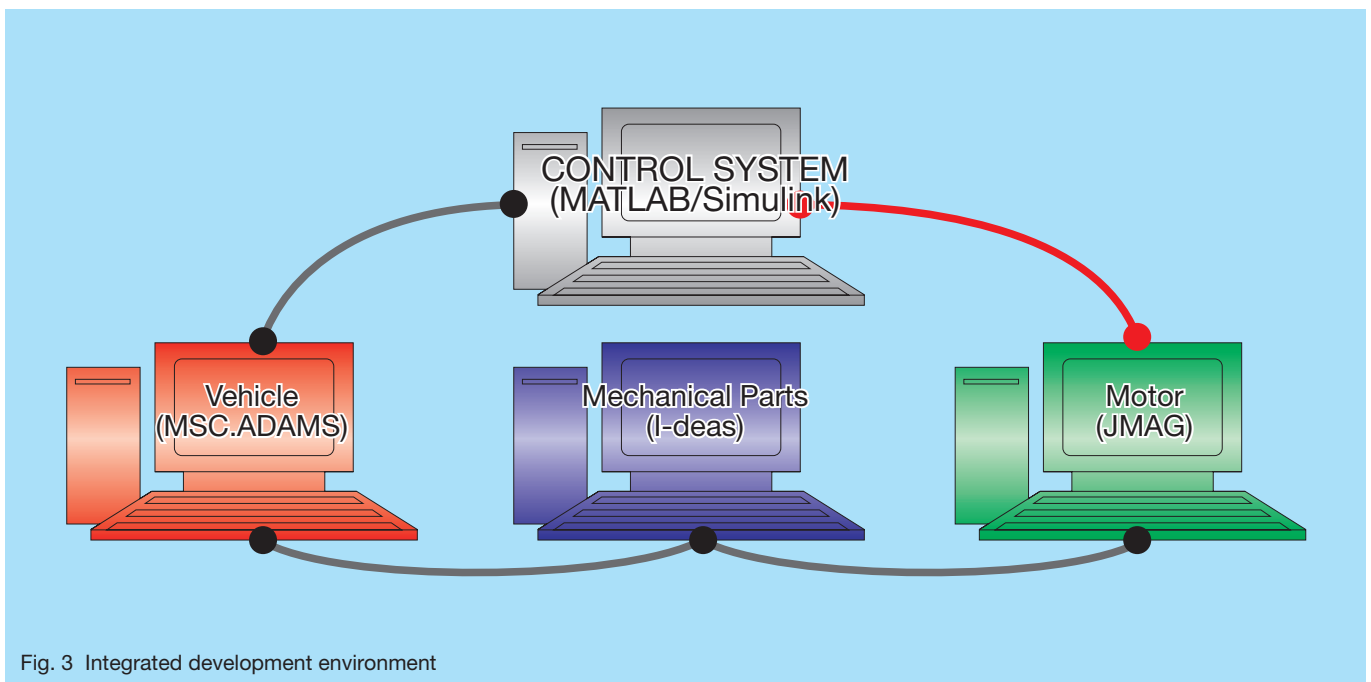 CONTROL SYSTEM
(MATLAB/Simulink)
Vehicle
(MSC.ADAMS)
Mechanical Parts
(I-deas)
Motor
(JMAG)
Fig. 3 Integrated development environment